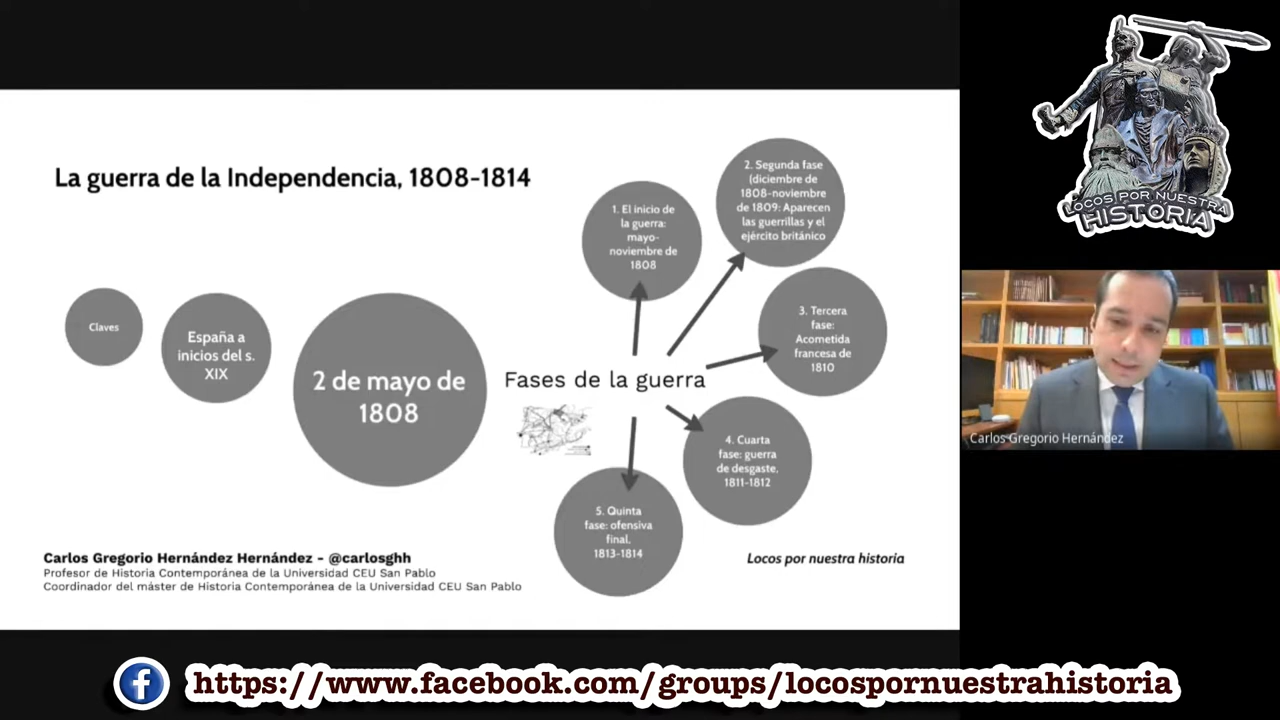 La guerra de la Independencia, 1808-1814
Claves
España a
inicios del s.
XIX
2 de mayo de
1808
Fases de la guerra
1. El inicio de
la guerra:
mayo-
noviembre de
1808
2. Segunda fase
(diciembre de
1808-noviembre
de 1809: Aparecen
las guerrillas y el
ejército británico
3. Tercera
fase:
Acometida
francesa de
1810
4. Cuarta
fase: guerra
de desgaste,
1811-1812
5. Quinta
fase: ofensiva
final.
1813-1814
Carlos Gregorio Hernández Hernández - @carlosghh
Profesor de Historia Contemporánea de la Universidad CEU San Pablo
Coordinador del máster de Historia Contemporánea de la Universidad CEU San Pablo
Locos por nuestra historia
LOCOS POR NUESTRA
HISTORIA
Carlos Gregorio Hernández
https://www.facebook.com/groups/locospornuestrahistoria